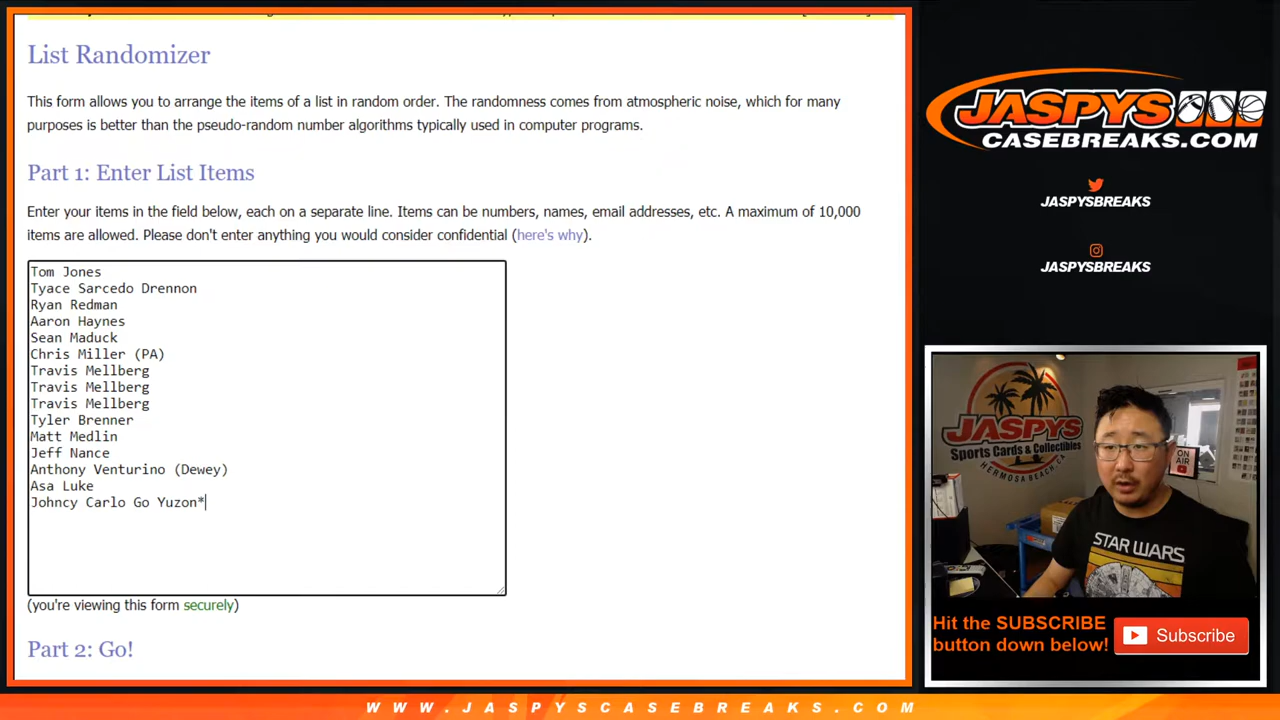 List Randomizer
This form allows you to arrange the items of a list in random order. The randomness comes from atmospheric noise, which for many
purposes is better than the pseudo-random number algorithms typically used in computer programs.
Part 1: Enter List Items
Enter your items in the field below, each on a separate line. Items can be numbers, names, email addresses, etc. A maximum of 10,000
items are allowed. Please don't enter anything you would consider confidential (here's why).
Tom Jones
Tyace Sarcedo Drennon
Ryan Redman
Aaron Haynes
Sean Maduck
Chris Miller (PA)
Travis Mellberg
Travis Mellberg
Travis Mellberg
Tyler Brenner
Matt Medlin
Jeff Nance
Anthony Venturino (Dewey)
Asa Luke
Johncy Carlo Go Yuzon*
(you're viewing this form securely)
Part 2: Go!
JASPYS
CASEBREAKS.COM
JASPYSBREAKS
JASPYSBREAKS
JASPYS
Sports Cards & Collectibles
HERMOSA BEACH, CA
ON AIR
STAR WARS
Hit the SUBSCRIBE
button down below!
Subscribe
WWW.JASPYSCASEBREAKS.COM